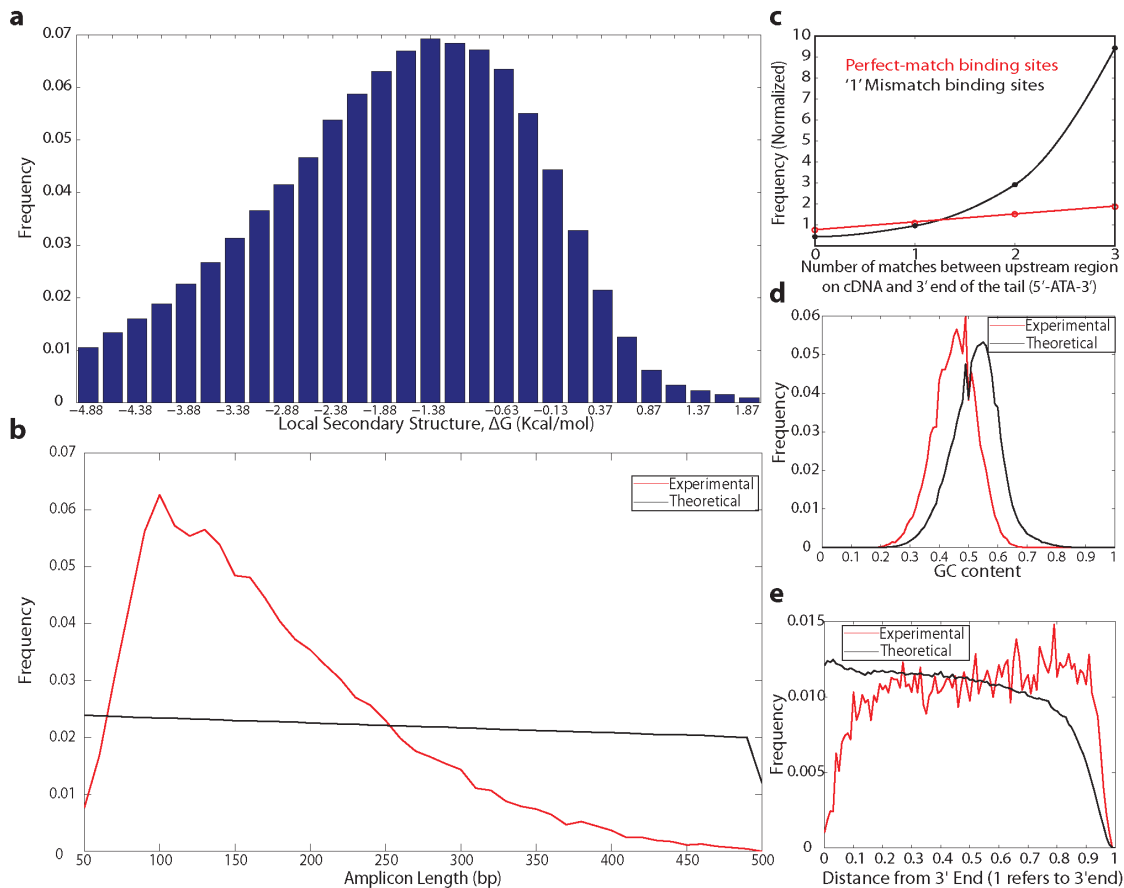 a
0.07
0.06
0.05
0.04
0.03
0.02
0.01
0
Frequency
−4.88 −4.38 −3.88 −3.38 −2.88 −2.38 −1.88 −1.38 −0.63 −0.13 0.37 0.87 1.37 1.87
Local Secondary Structure, ΔG (Kcal/mol)
b
0.07
0.06
0.05
0.04
0.03
0.02
0.01
0
Frequency
Experimental
Theoretical
50 100 150 200 250 300 350 400 450 500
Amplicon Length (bp)
c
10
9
8
7
6
5
4
3
2
1
Frequency (Normalized)
Perfect-match binding sites
'1' Mismatch binding sites
0 1 2 3
Number of matches between upstream region
on cDNA and 3' end of the tail (5'-ATA-3')
d
0.06
0.05
0.04
0.03
0.02
0.01
0
Frequency
Experimental
Theoretical
0 0.1 0.2 0.3 0.4 0.5 0.6 0.7 0.8 0.9 1
GC content
e
0.015
0.010
0.005
0
Frequency
Experimental
Theoretical
0 0.1 0.2 0.3 0.4 0.5 0.6 0.7 0.8 0.9 1
Distance from 3' End (1 refers to 3'end)